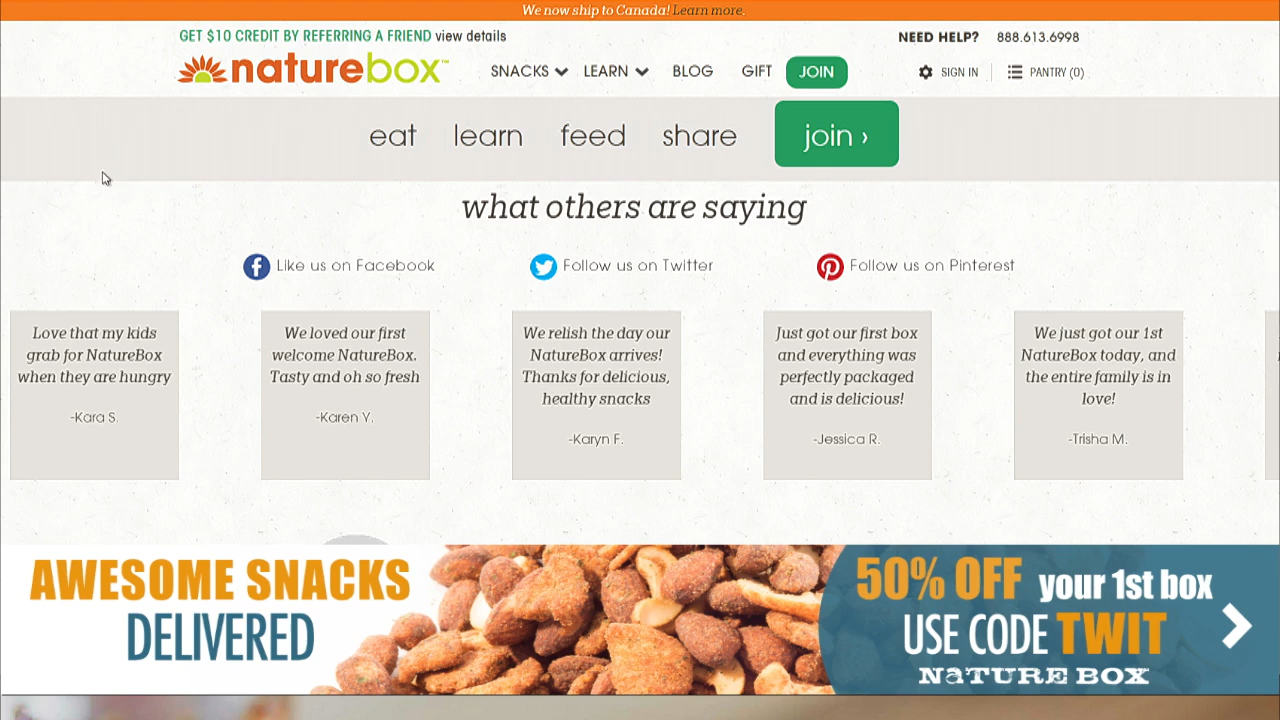 We now ship to Canada! Learn more.
GET $10 CREDIT BY REFERRING A FRIEND view details
NEED HELP? 888.613.6998
naturebox™
SNACKS LEARN BLOG GIFT JOIN
SIGN IN PANTRY (0)
eat learn feed share join ›
what others are saying
Like us on Facebook
Follow us on Twitter
Follow us on Pinterest
Love that my kids
grab for NatureBox
when they are hungry
-Kara S.
We loved our first
welcome NatureBox.
Tasty and oh so fresh
-Karen Y.
We relish the day our
NatureBox arrives!
Thanks for delicious,
healthy snacks
-Karyn F.
Just got our first box
and everything was
perfectly packaged
and is delicious!
-Jessica R.
We just got our 1st
NatureBox today, and
the entire family is in
love!
-Trisha M.
AWESOME SNACKS
DELIVERED
50% OFF your 1st box
USE CODE TWIT
NATURE BOX